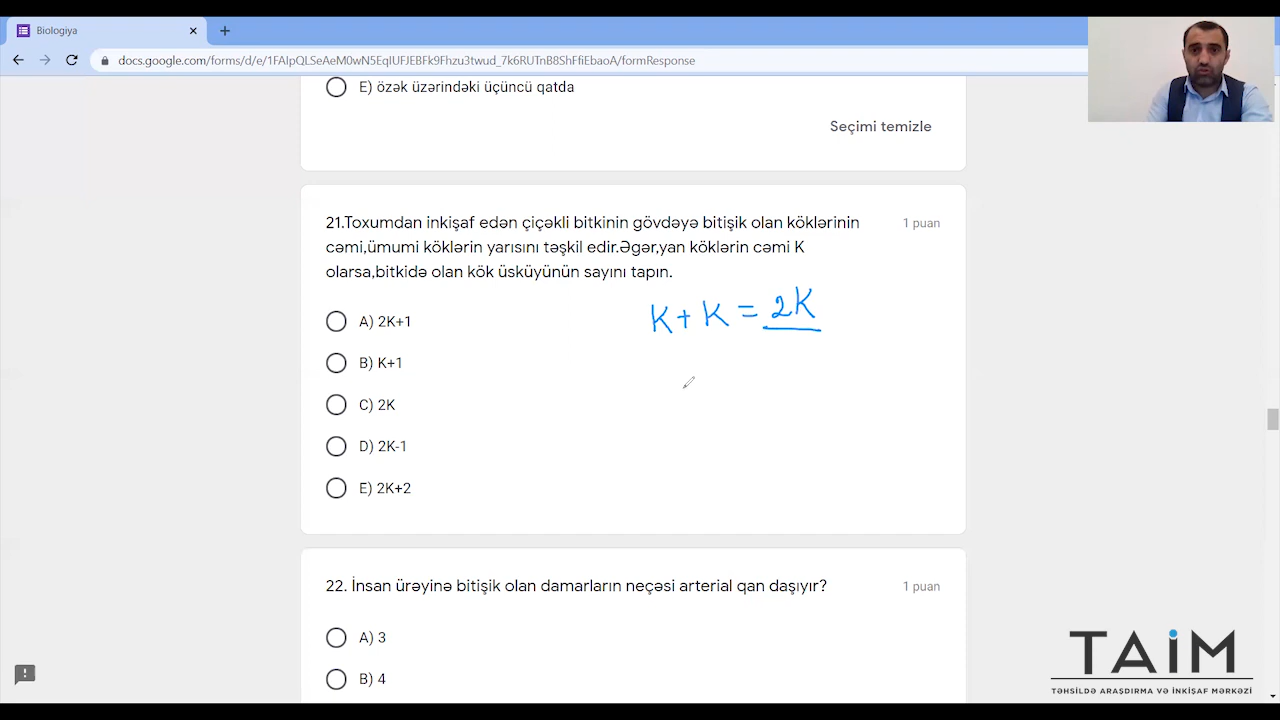 Biologiya
docs.google.com/forms/d/e/1FAIpQLSeAeM0wN5EqIUFJEBFk9Fhzu3twud_7k6RUTnB8ShFfiEbaoA/formResponse
E) özək üzərindəki üçüncü qatda
Seçimi temizle
21.Toxumdan inkişaf edən çiçəkli bitkinin gövdəyə bitişik olan köklərinin
cəmi,ümumi köklərin yarısını təşkil edir.Əgər,yan köklərin cəmi K
olarsa,bitkidə olan kök üsküyünün sayını tapın.
1 puan
K + K = 2K
A) 2K+1
B) K+1
C) 2K
D) 2K-1
E) 2K+2
22. İnsan ürəyinə bitişik olan damarların neçəsi arterial qan daşıyır?
1 puan
A) 3
B) 4
TAiM
TƏHSİLDƏ ARAŞDIRMA VƏ İNKİŞAF MƏRKƏZİ